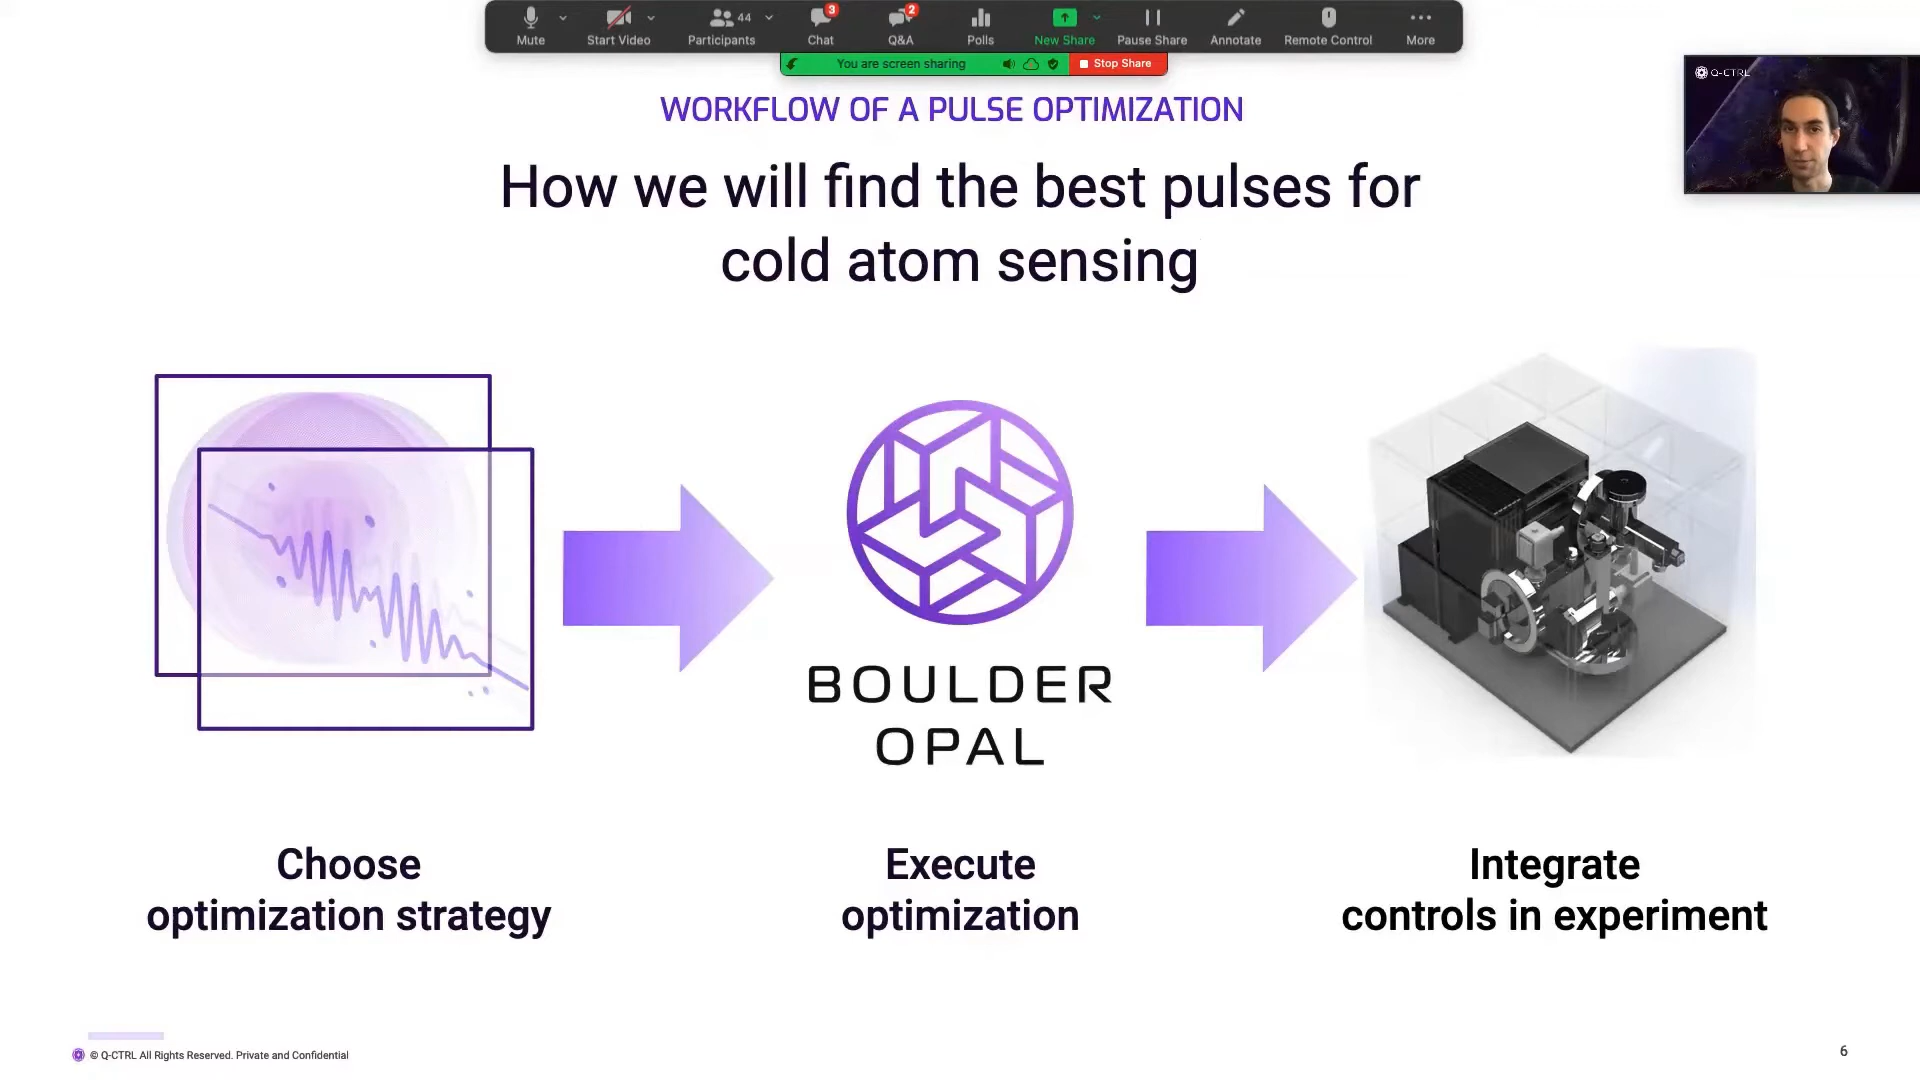 Mute
Start Video
Participants
44
Chat
3
Q&A
2
Polls
New Share
Pause Share
Annotate
Remote Control
More
You are screen sharing
Stop Share
Q-CTRL
WORKFLOW OF A PULSE OPTIMIZATION
How we will find the best pulses for
cold atom sensing
BOULDER
OPAL
Choose
optimization strategy
Execute
optimization
Integrate
controls in experiment
© Q-CTRL All Rights Reserved. Private and Confidential
6